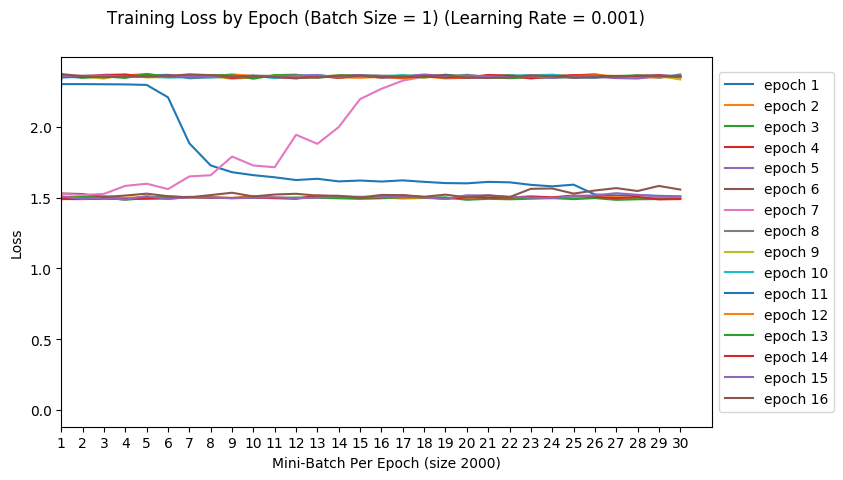 Training Loss by Epoch (Batch Size = 1) (Learning Rate = 0.001)
2.0
1.5
1.0
0.5
0.0
Loss
1 2 3 4 5 6 7 8 9 10 11 12 13 14 15 16 17 18 19 20 21 22 23 24 25 26 27 28 29 30
Mini-Batch Per Epoch (size 2000)
epoch 1
epoch 2
epoch 3
epoch 4
epoch 5
epoch 6
epoch 7
epoch 8
epoch 9
epoch 10
epoch 11
epoch 12
epoch 13
epoch 14
epoch 15
epoch 16